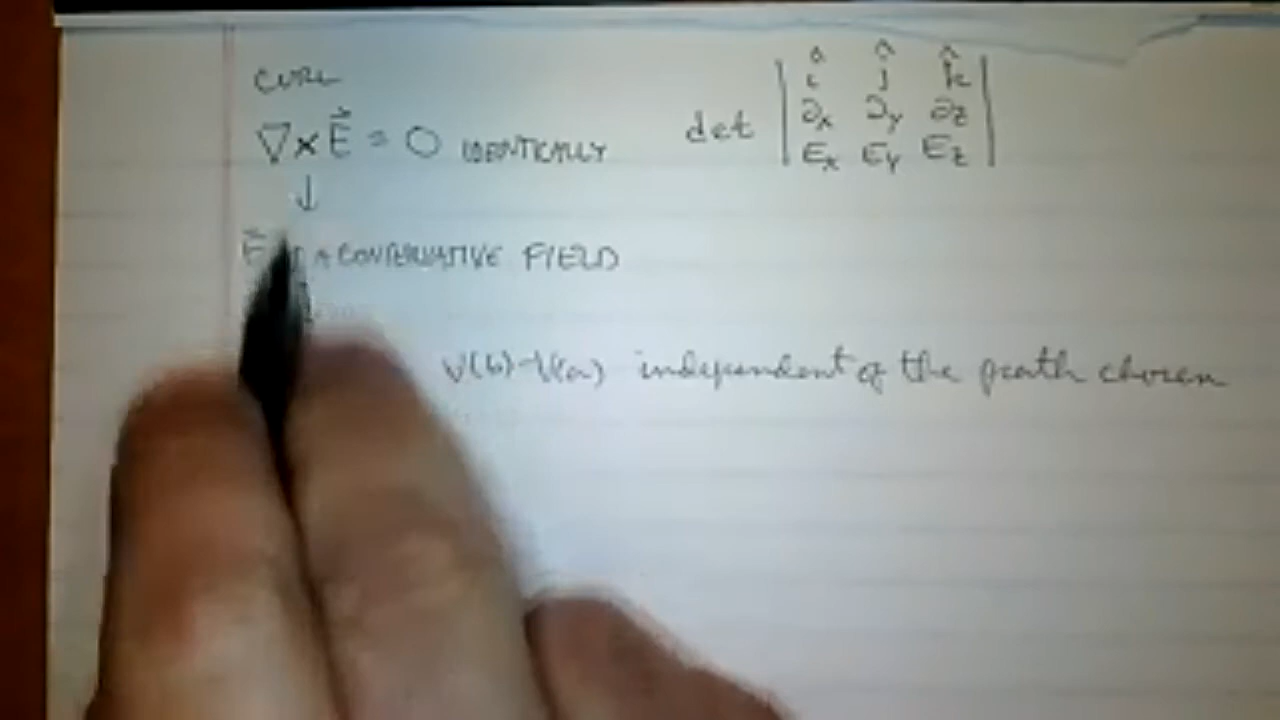 CURL
∇×E⃗ = 0 IDENTICALLY
↓
A CONSERVATIVE FIELD
V(b)-V(a) independent of the path chosen
det | î ĵ k̂ |
| ∂x ∂y ∂z |
| Ex Ey Ez |